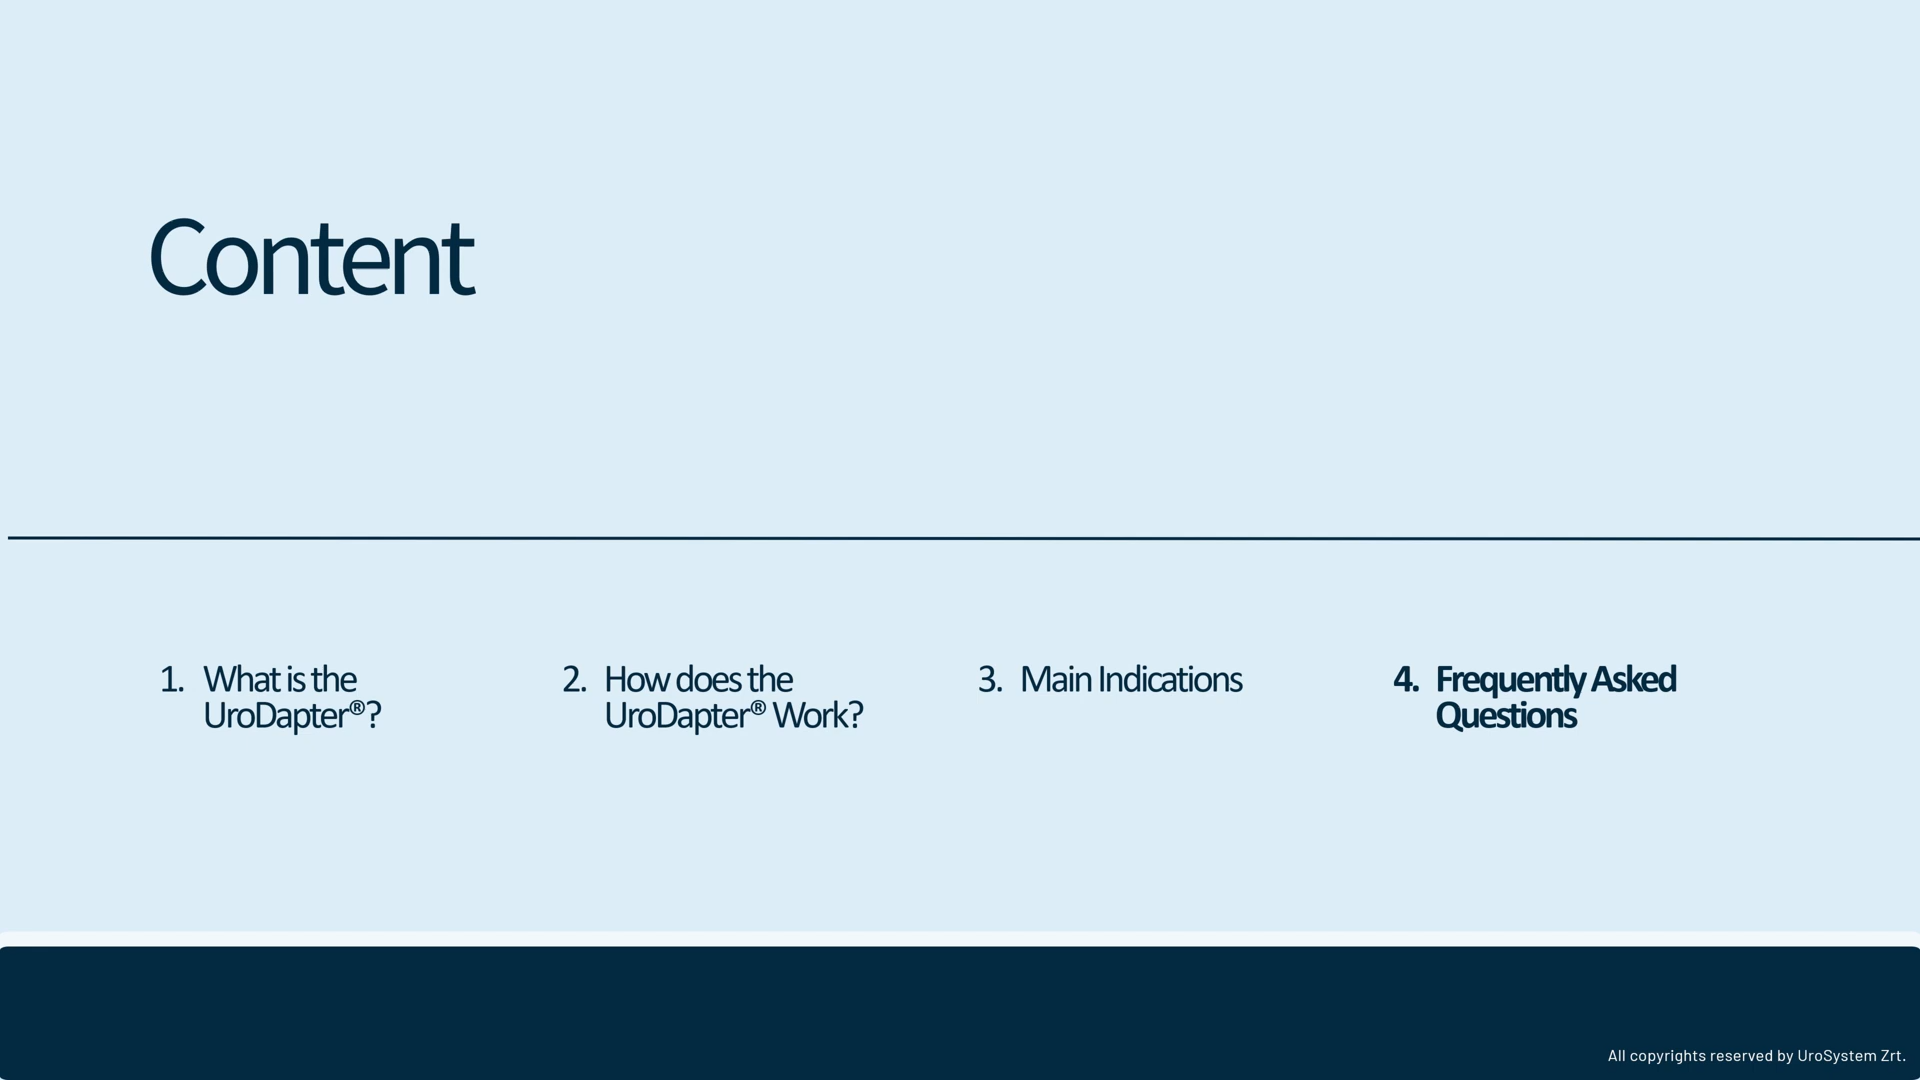 Content
1. What is the
UroDapter®?
2. How does the
UroDapter® Work?
3. Main Indications
4. Frequently Asked
Questions
All copyrights reserved by UroSystem Zrt.